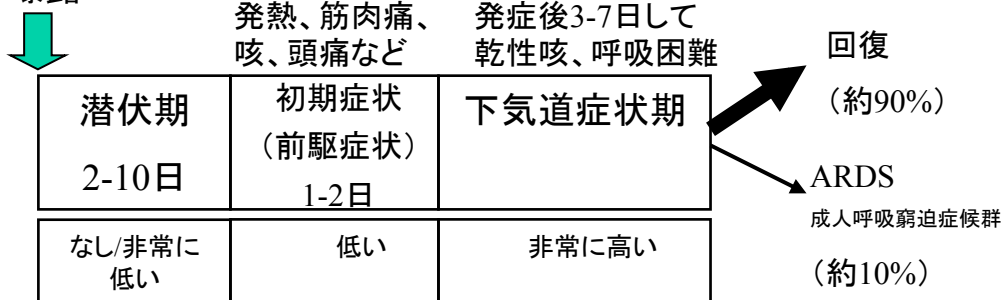 発熱、筋肉痛、
咳、頭痛など
発症後3-7日して
乾性咳、呼吸困難
潜伏期
2-10日
初期症状
（前駆症状）
1-2日
下気道症状期
回復
（約90%）
ARDS
成人呼吸窮迫症候群
（約10%）
なし/非常に
低い
低い
非常に高い